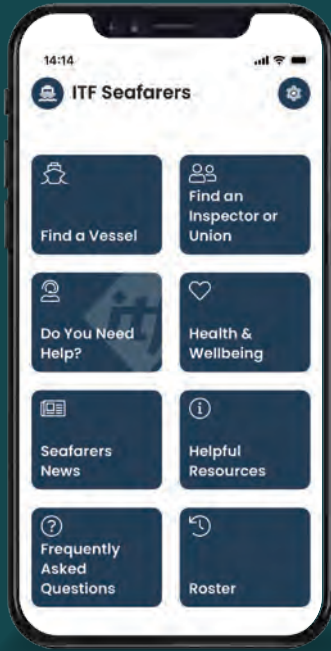 14:14
ITF Seafarers
Find a Vessel
Find an
Inspector or
Union
Do You Need
Help?
Health &
Wellbeing
Seafarers
News
Helpful
Resources
Frequently
Asked
Questions
Roster